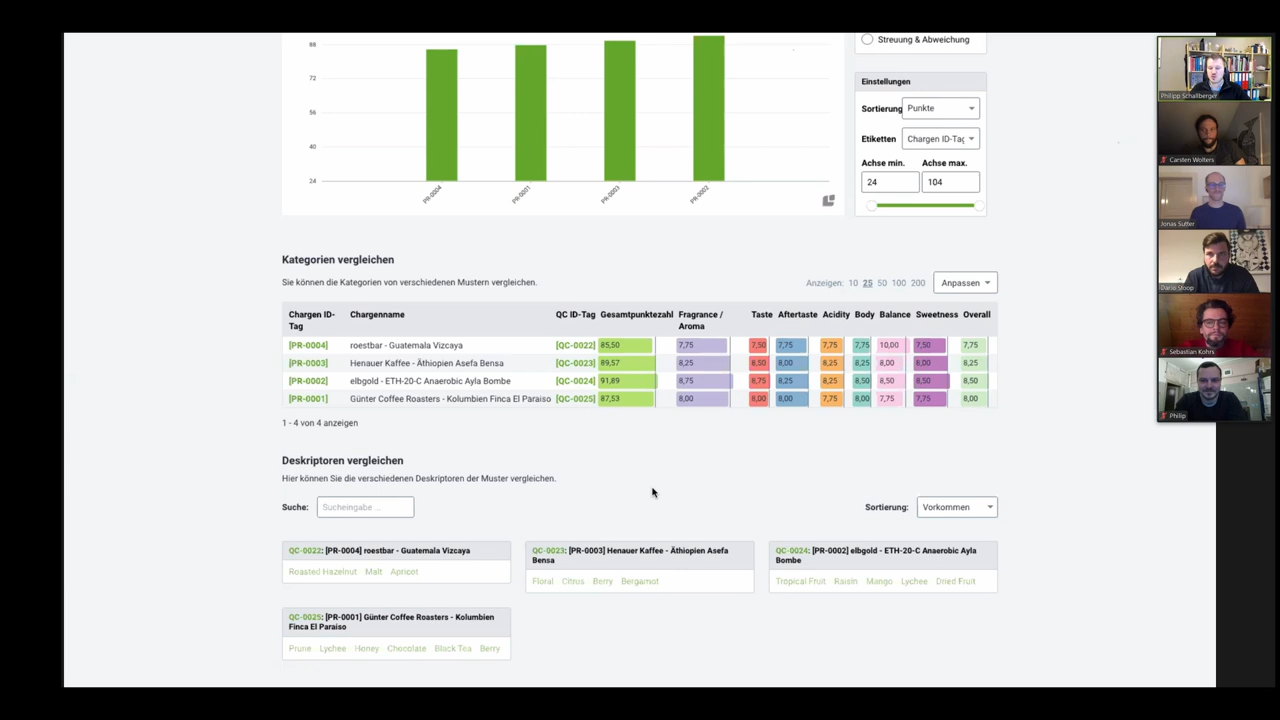 88
72
56
40
24
PR-0004
PR-0001
PR-0003
PR-0002
Streuung & Abweichung
Einstellungen
Sortierung Punkte
Etiketten Chargen ID-Tag
Achse min. Achse max.
24 104
Kategorien vergleichen
Sie können die Kategorien von verschiedenen Mustern vergleichen.
Anzeigen: 10 25 50 100 200 Anpassen
Chargen ID-Tag Chargenname QC ID-Tag Gesamtpunktezahl Fragrance / Aroma Taste Aftertaste Acidity Body Balance Sweetness Overall
[PR-0004] roestbar - Guatemala Vizcaya [QC-0022] 85,50 7,75 7,50 7,75 7,75 7,75 10,00 7,50 7,75
[PR-0003] Henauer Kaffee - Äthiopien Asefa Bensa [QC-0023] 89,57 8,25 8,50 8,00 8,25 8,25 8,00 8,00 8,25
[PR-0002] elbgold - ETH-20-C Anaerobic Ayla Bombe [QC-0024] 91,89 8,75 8,75 8,25 8,25 8,50 8,50 8,50 8,50
[PR-0001] Günter Coffee Roasters - Kolumbien Finca El Paraiso [QC-0025] 87,53 8,00 8,00 8,00 7,75 8,00 7,75 7,75 8,00
1 - 4 von 4 anzeigen
Deskriptoren vergleichen
Hier können Sie die verschiedenen Deskriptoren der Muster vergleichen.
Suche: Sucheingabe ...
Sortierung: Vorkommen
QC-0022: [PR-0004] roestbar - Guatemala Vizcaya
Roasted Hazelnut Malt Apricot
QC-0023: [PR-0003] Henauer Kaffee - Äthiopien Asefa
Bensa
Floral Citrus Berry Bergamot
QC-0024: [PR-0002] elbgold - ETH-20-C Anaerobic Ayla
Bombe
Tropical Fruit Raisin Mango Lychee Dried Fruit
QC-0025: [PR-0001] Günter Coffee Roasters - Kolumbien
Finca El Paraiso
Prune Lychee Honey Chocolate Black Tea Berry
Philipp Schallberger
Carsten Wolters
Jonas Sutter
Dario Stoop
Sebastian Kohrs
Philip